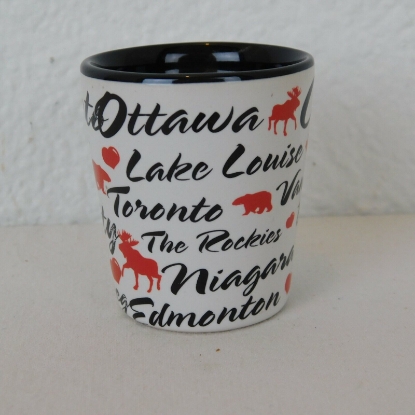 Ottawa
Lake Louise
Toronto
The Rockies
Niagara
Edmonton